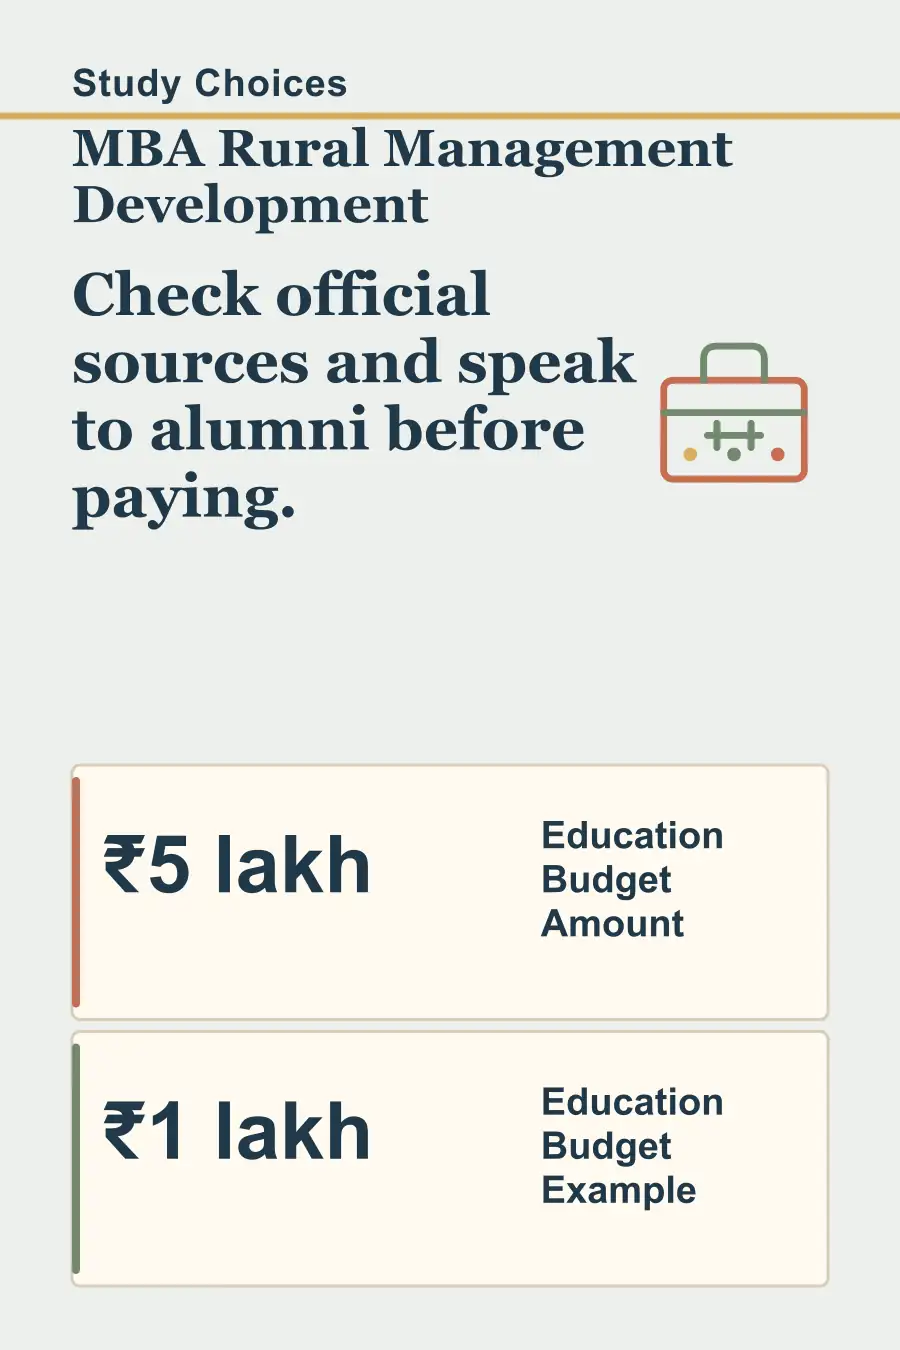 Study Choices
MBA Rural Management
Development
Check official
sources and speak
to alumni before
paying.
₹5 lakh
Education
Budget
Amount
₹1 lakh
Education
Budget
Example